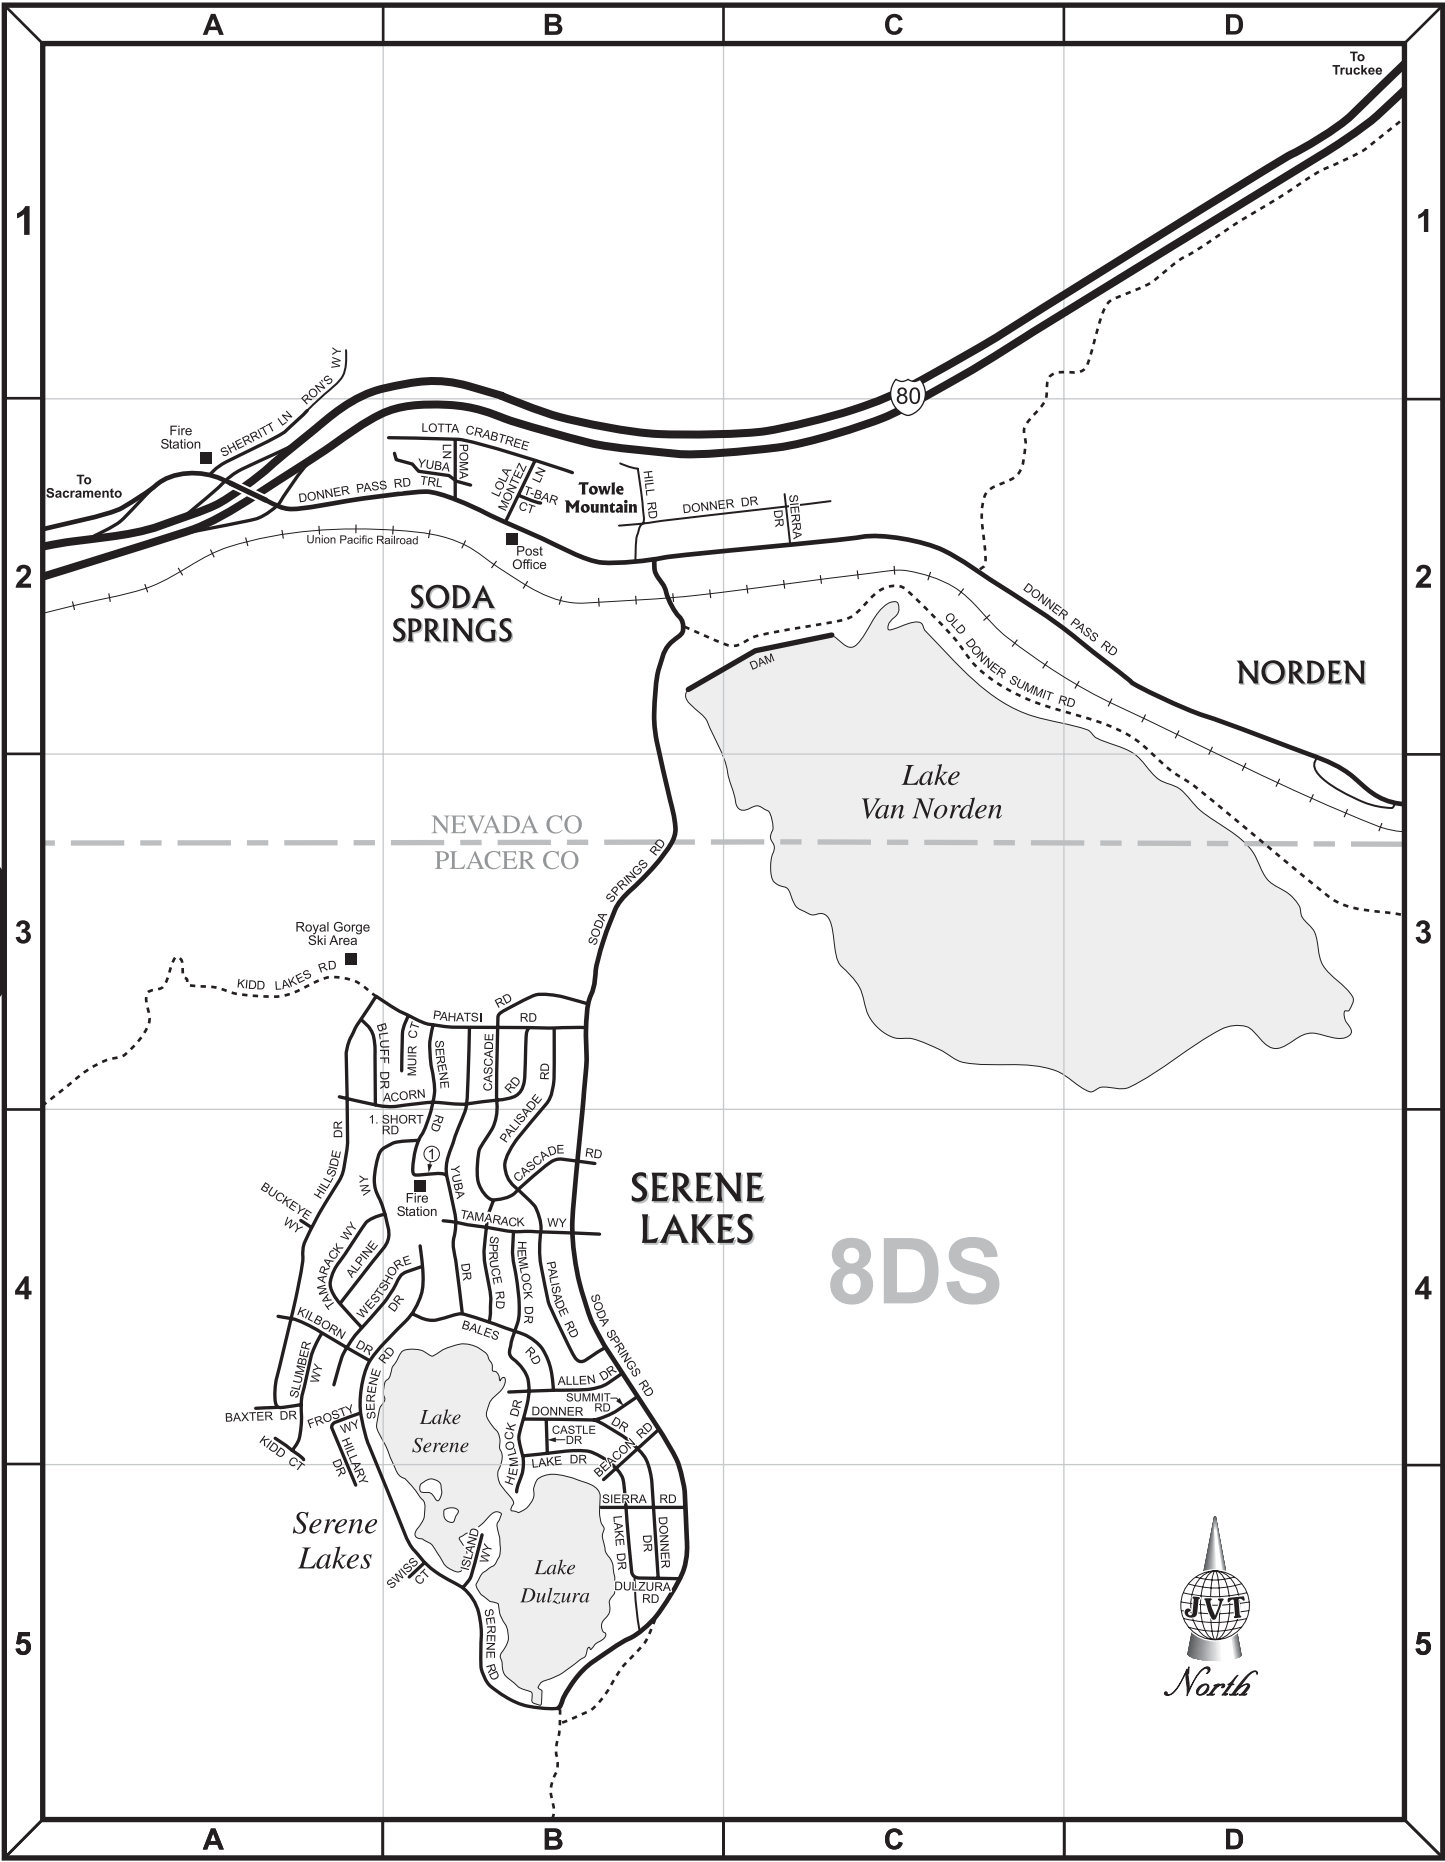 A B C D
To
Truckee
1 1
80
RON'S WY
SHERRITT LN
Fire
Station
To
Sacramento
LOTTA CRABTREE
LN
POMA
YUBA
TRL
DONNER PASS RD
LOLA
MONTEZ
LN
T-BAR
CT
Towle
Mountain
HILL RD
DONNER DR
SIERRA
DR
Union Pacific Railroad
Post
Office
2 2
SODA
SPRINGS
DONNER PASS RD
OLD DONNER SUMMIT RD
DAM
NORDEN
Lake
Van Norden
NEVADA CO
PLACER CO
SODA SPRINGS RD
3 3
Royal Gorge
Ski Area
KIDD LAKES RD
RD
PAHATSI RD
BLUFF DR
MUIR CT
SERENE
CASCADE
RD
RD
ACORN
1. SHORT
RD
RD
PALISADE
HILLSIDE DR
1
CASCADE RD
WY
YUBA
BUCKEYE
WY
Fire
Station
SERENE
LAKES
TAMARACK WY
TAMARACK WY
ALPINE
WESTSHORE
DR
DR
SPRUCE RD
HEMLOCK DR
PALISADE RD
8DS
4 4
KILBORN
DR
BALES
RD
SODA SPRINGS RD
SLUMBER
WY
SERENE RD
ALLEN DR
SUMMIT
RD
BAXTER DR
FROSTY
WY
DONNER
DR
Lake
Serene
HEMLOCK DR
CASTLE
DR
KIDD CT
HILLARY
DR
LAKE DR
BEACON RD
SIERRA RD
Serene
Lakes
ISLAND
WY
LAKE DR
DR
DONNER
SWISS
CT
Lake
Dulzura
DULZURA
RD
SERENE RD
JVT
5 5
North
A B C D